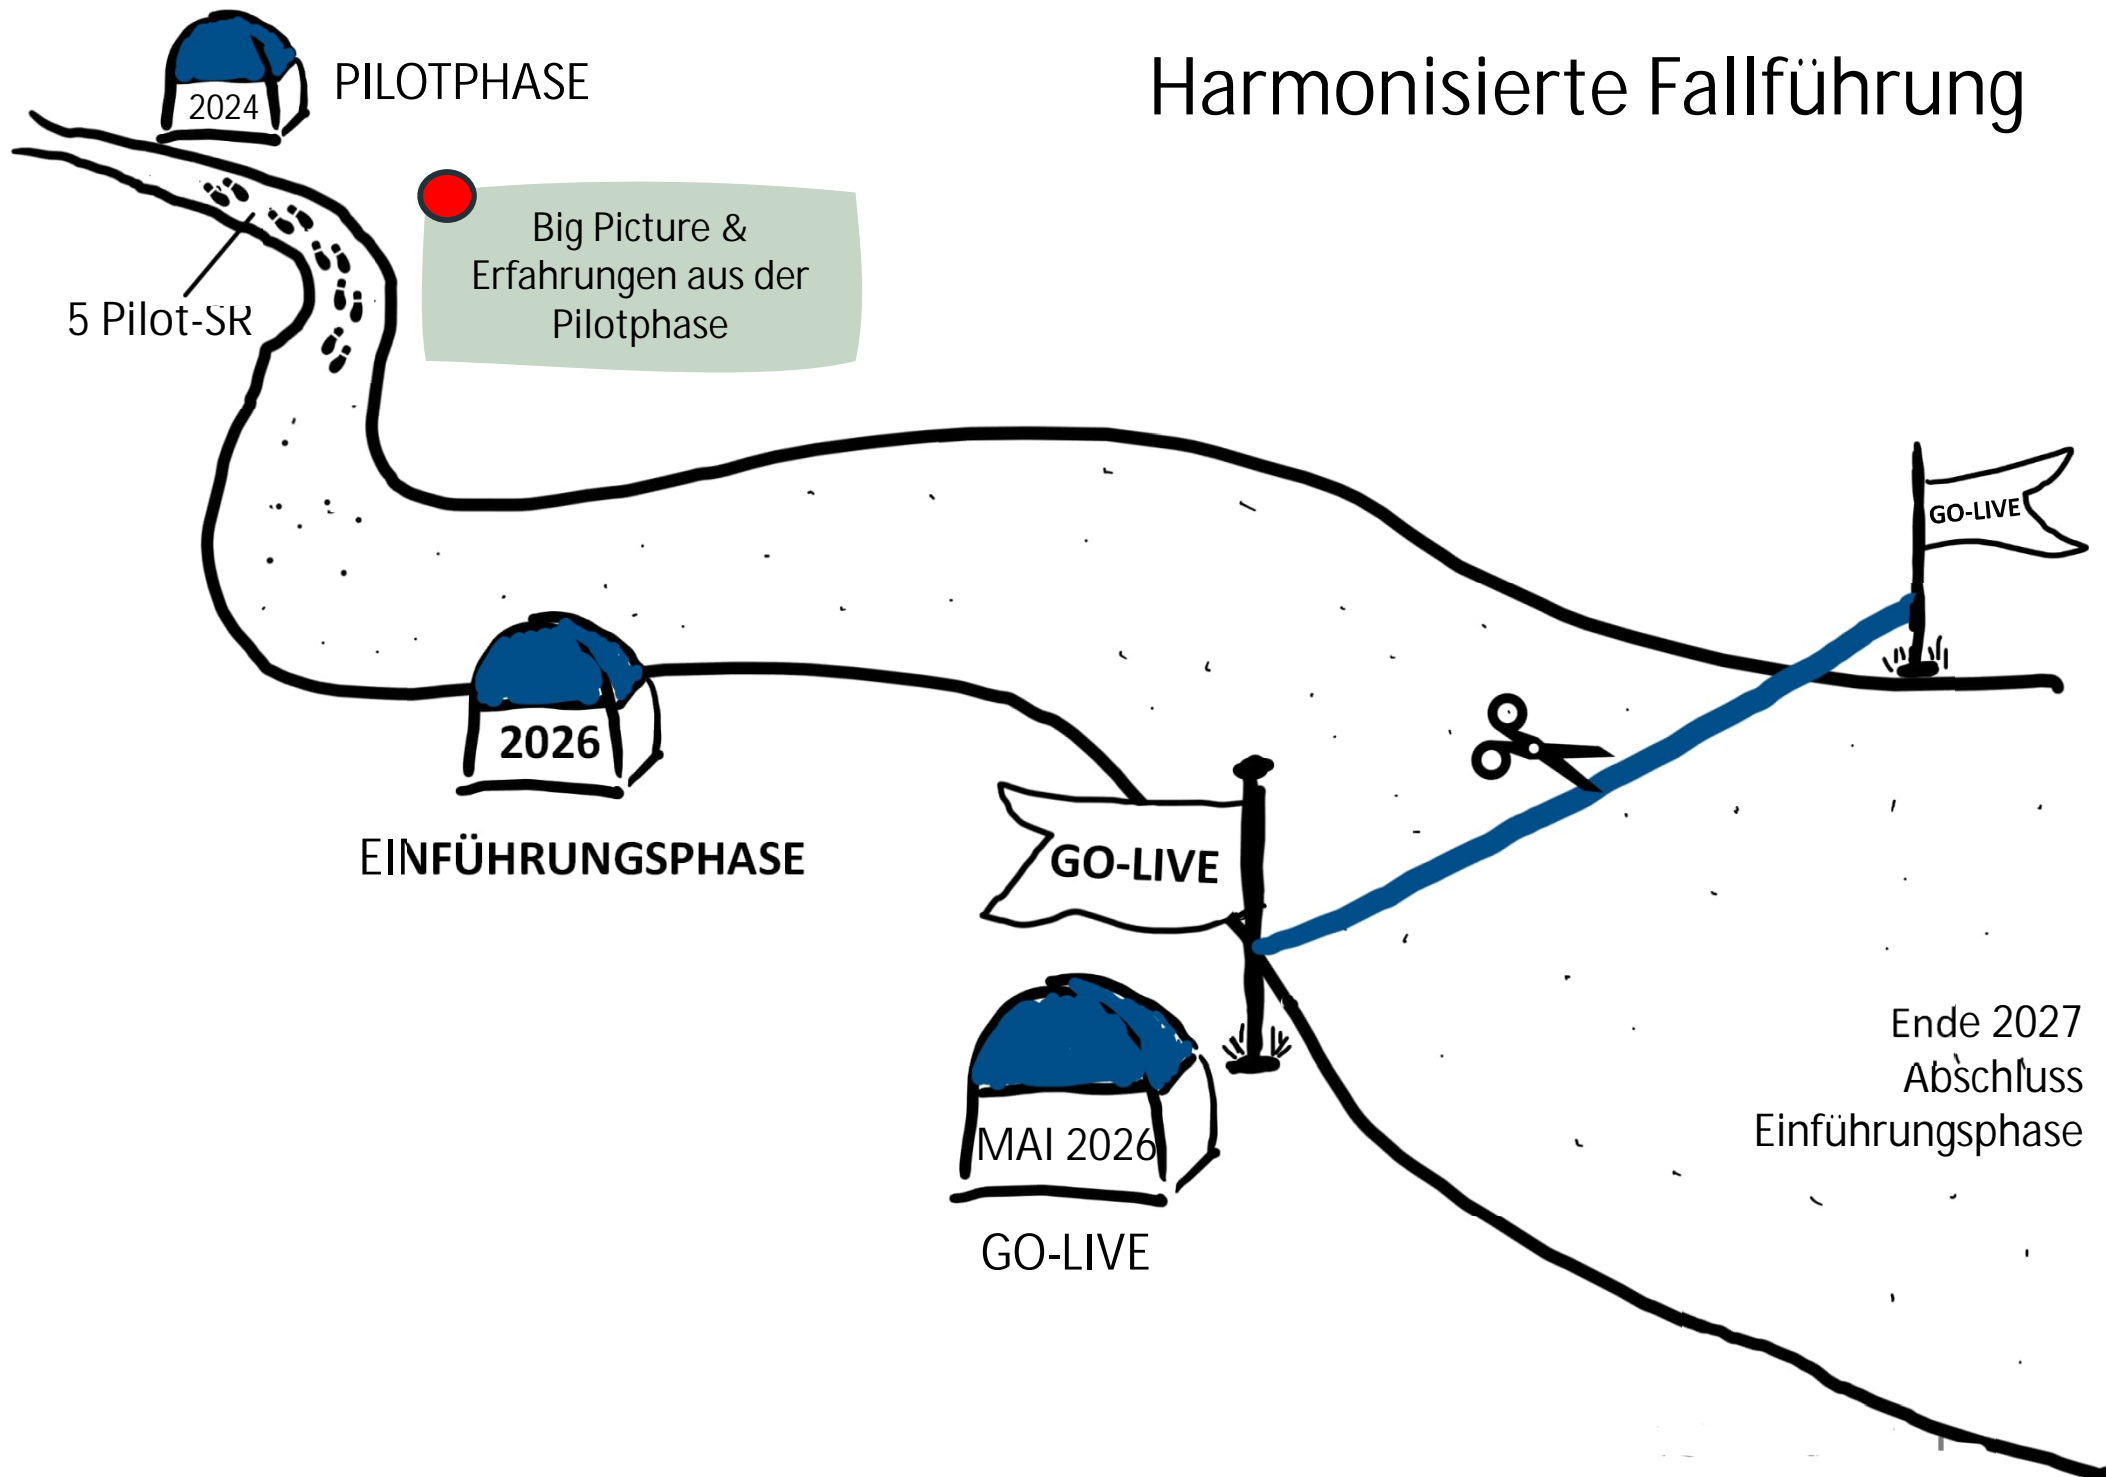 Harmonisierte Fallführung
PILOTPHASE
2024
Big Picture &
Erfahrungen aus der
Pilotphase
5 Pilot-SR
GO-LIVE
2026
EINFÜHRUNGSPHASE
GO-LIVE
MAI 2026
GO-LIVE
Ende 2027
Abschluss
Einführungsphase